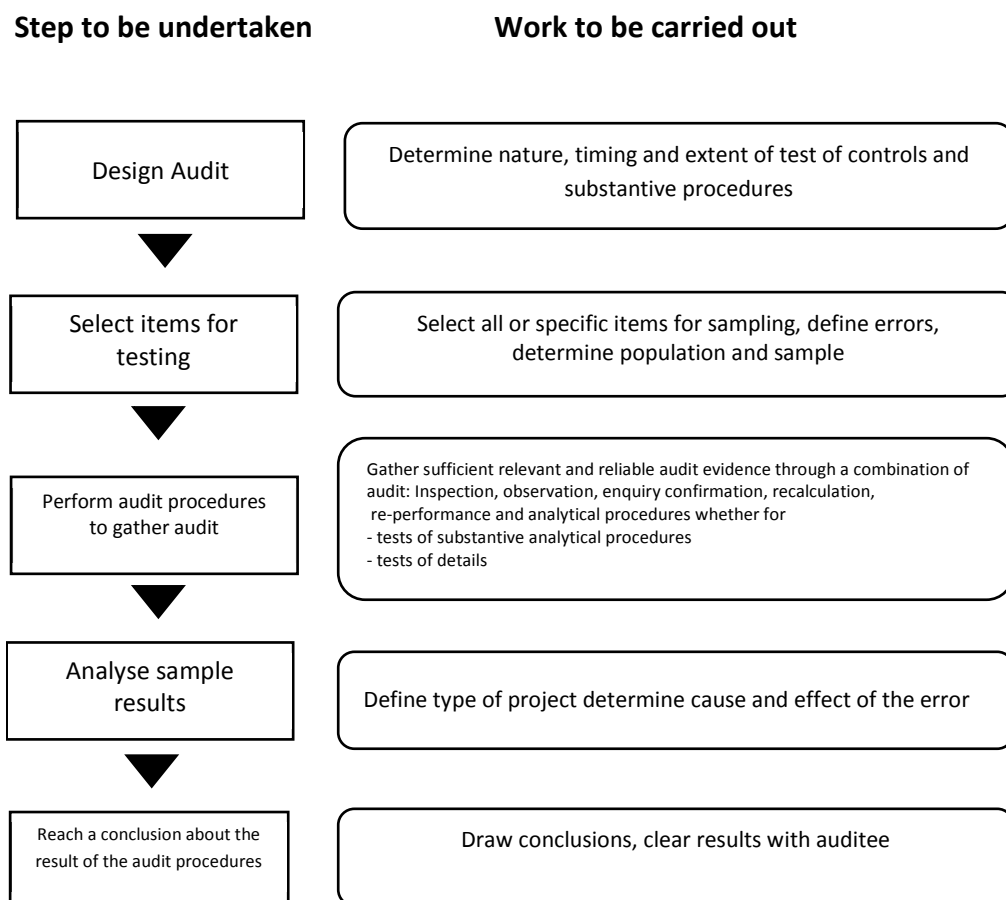 Step to be undertaken
Work to be carried out
Design Audit
Determine nature, timing and extent of test of controls and
substantive procedures
Select items for
testing
Select all or specific items for sampling, define errors,
determine population and sample
Perform audit procedures
to gather audit
Gather sufficient relevant and reliable audit evidence through a combination of
audit: Inspection, observation, enquiry confirmation, recalculation,
re-performance and analytical procedures whether for
- tests of substantive analytical procedures
- tests of details
Analyse sample
results
Define type of project determine cause and effect of the error
Reach a conclusion about the
result of the audit procedures
Draw conclusions, clear results with auditee